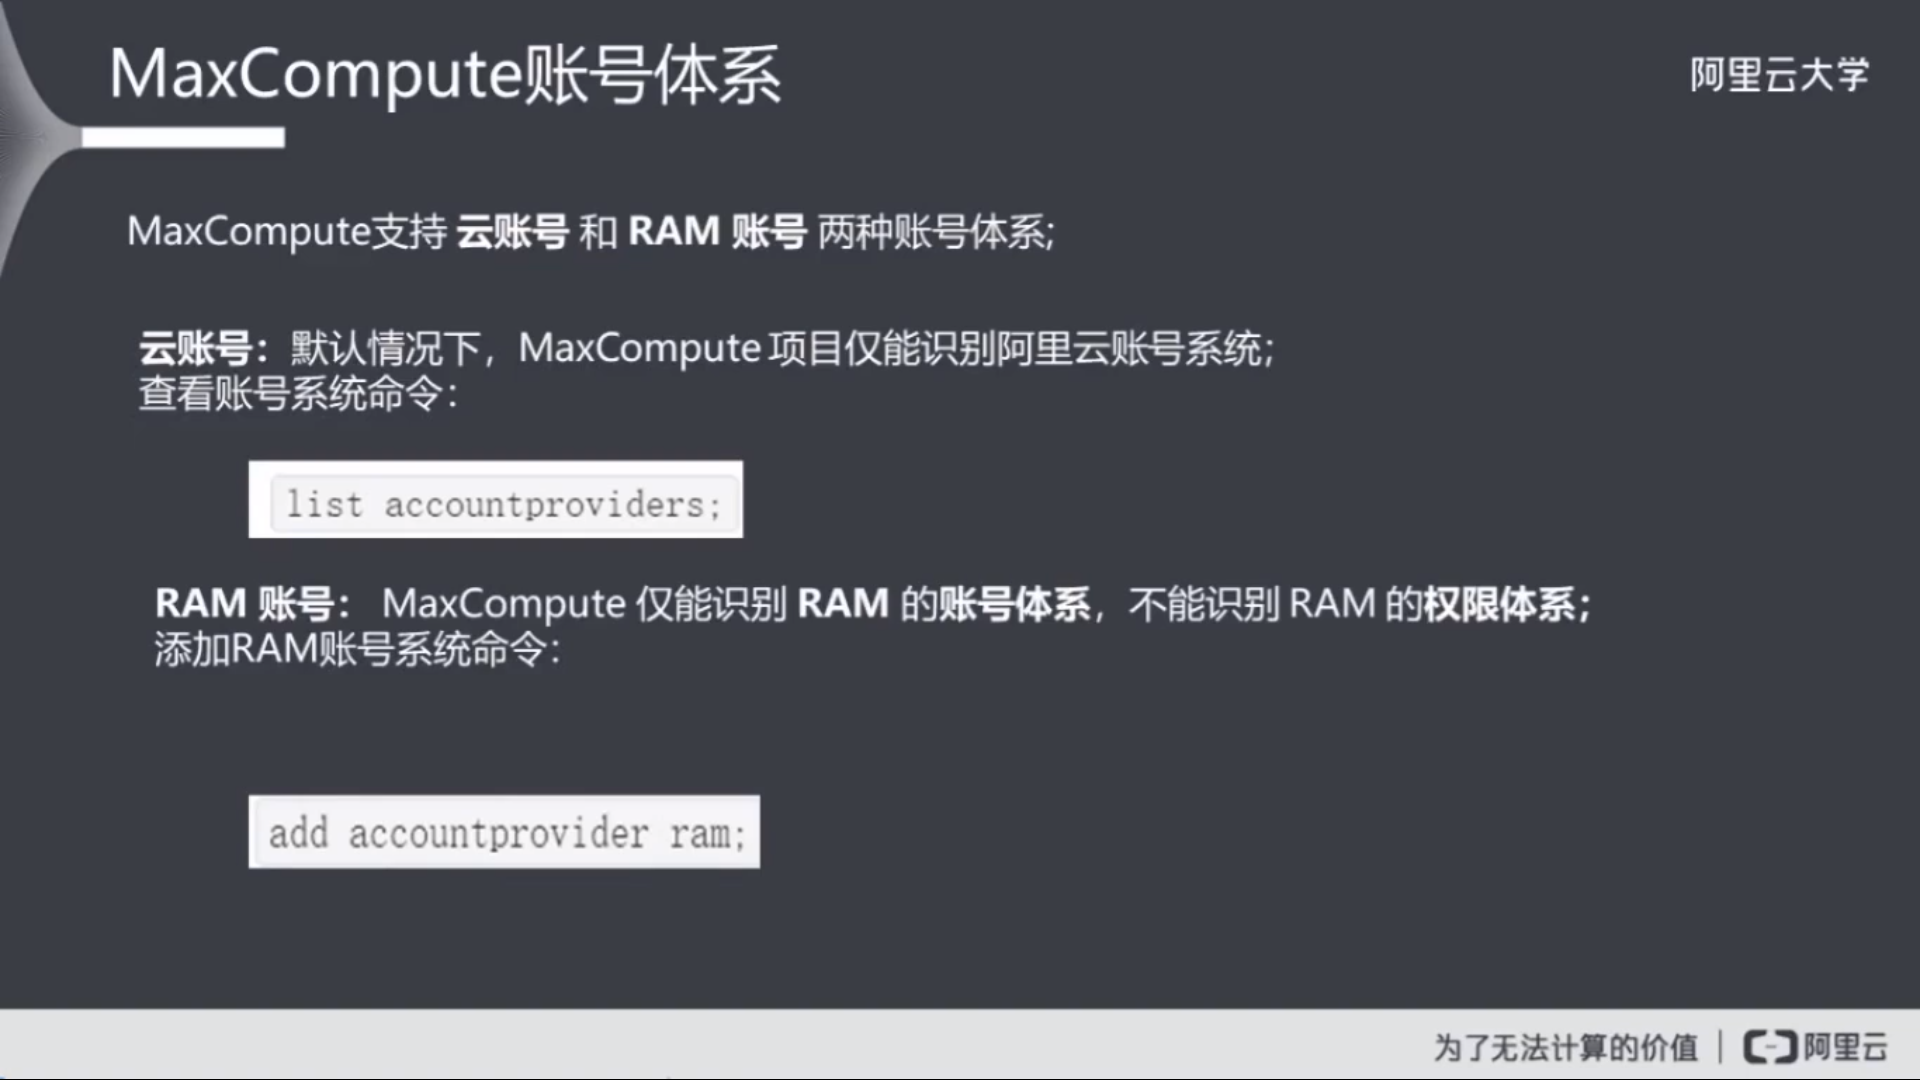 MaxCompute账号体系
阿里云大学
MaxCompute支持 云账号 和 RAM 账号 两种账号体系;
云账号：默认情况下，MaxCompute 项目仅能识别阿里云账号系统；
查看账号系统命令：
list accountproviders;
RAM 账号： MaxCompute 仅能识别 RAM 的账号体系，不能识别 RAM 的权限体系；
添加RAM账号系统命令：
add accountprovider ram;
为了无法计算的价值 | 阿里云